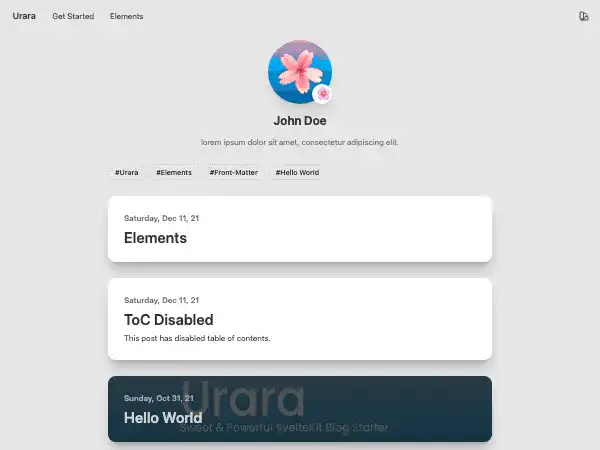 Urara Get Started Elements
John Doe
lorem ipsum dolor sit amet, consectetur adipiscing elit.
#Urara #Elements #Front-Matter #Hello World
Saturday, Dec 11, 21
Elements
Saturday, Dec 11, 21
ToC Disabled
This post has disabled table of contents.
Urara
Sunday, Oct 31, 21
Hello World
Sweet & Powerful SvelteKit Blog Starter